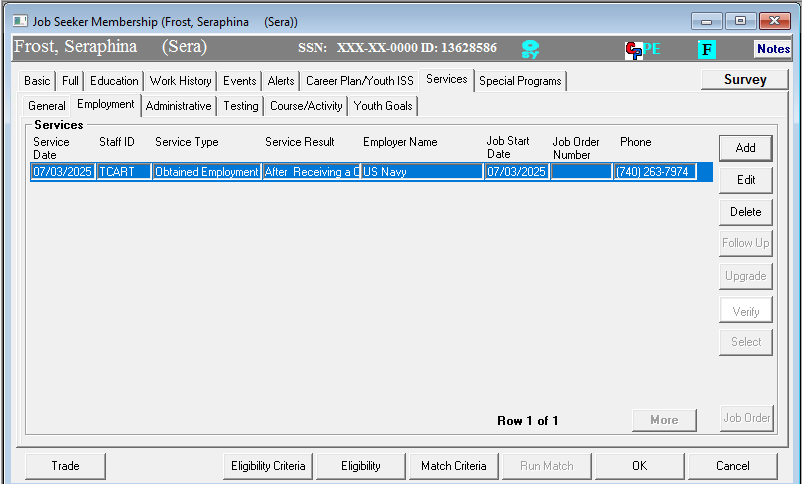 Job Seeker Membership (Frost, Seraphina (Sera))
Frost, Seraphina (Sera) SSN: XXX-XX-0000 ID: 13628586 CP PE F Notes
Basic Full Education Work History Events Alerts Career Plan/Youth ISS Services Special Programs Survey
General Employment Administrative Testing Course/Activity Youth Goals
Services
Service Date Staff ID Service Type Service Result Employer Name Job Start Date Job Order Number Phone
07/03/2025 TCART Obtained Employment After Receiving a US Navy 07/03/2025 (740) 263-7974
Add
Edit
Delete
Follow Up
Upgrade
Verify
Select
Row 1 of 1 More Job Order
Trade Eligibility Criteria Eligibility Match Criteria Run Match OK Cancel